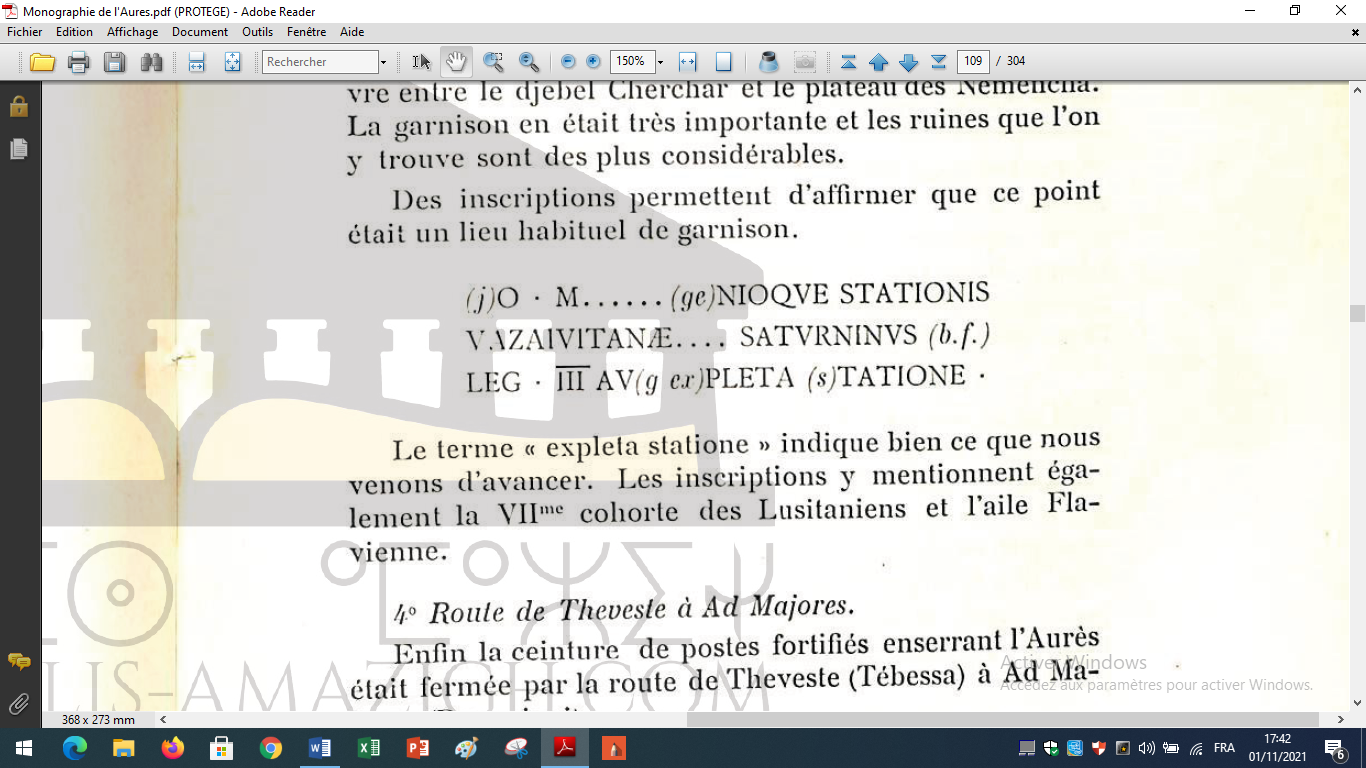 Monographie de l'Aures.pdf (PROTEGE) - Adobe Reader
Fichier Edition Affichage Document Outils Fenêtre Aide
Rechercher 150% 109 / 304
vre entre le djebel Cherchar et le plateau des Nemencha.
La garnison en était très importante et les ruines que l'on
y trouve sont des plus considérables.
Des inscriptions permettent d'affirmer que ce point
était un lieu habituel de garnison.
(j)O · M...... (ge)NIOQVE STATIONIS
VAZAIVITANÆ.... SATVRNINVS (b.f.)
LEG · III AV(g ex)PLETA (s)TATIONE ·
Le terme « expleta statione » indique bien ce que nous
venons d'avancer. Les inscriptions y mentionnent éga-
lement la VIIme cohorte des Lusitaniens et l'aile Fla-
vienne.
ⵙ ⵎⴰⵣⵉⵖ
4º Route de Theveste à Ad Majores.
Enfin la ceinture de postes fortifiés enserrant l'Aurès
était fermée par la route de Theveste (Tébessa) à Ad Ma-
LIS-AMAZIGH.COM
Activer Windows
Accédez aux paramètres pour activer Windows.
368 x 273 mm
FRA
17:42
01/11/2021
6